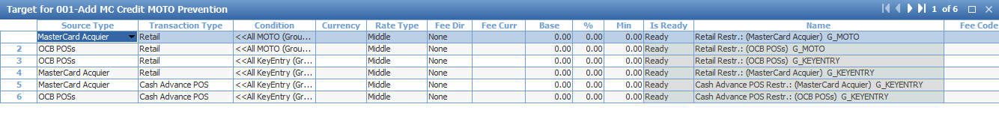 Target for 001-Add MC Credit MOTO Prevention 1 of 6
Source Type Transaction Type Condition Currency Rate Type Fee Dir Fee Curr Base % Min Is Ready Name Fee Code
MasterCard Acquier Retail <<All MOTO (Grou... Middle None 0.00 0.00 0.00 Ready Retail Restr.: (MasterCard Acquier) G_MOTO
2 OCB POSs Retail <<All MOTO (Grou... Middle None 0.00 0.00 0.00 Ready Retail Restr.: (OCB POSs) G_MOTO
3 OCB POSs Retail <<All KeyEntry (Gr... Middle None 0.00 0.00 0.00 Ready Retail Restr.: (OCB POSs) G_KEYENTRY
4 MasterCard Acquier Retail <<All KeyEntry (Gr... Middle None 0.00 0.00 0.00 Ready Retail Restr.: (MasterCard Acquier) G_KEYENTRY
5 MasterCard Acquier Cash Advance POS <<All KeyEntry (Gr... Middle None 0.00 0.00 0.00 Ready Cash Advance POS Restr.: (MasterCard Acquier) G_KEYENTRY
6 OCB POSs Cash Advance POS <<All KeyEntry (Gr... Middle None 0.00 0.00 0.00 Ready Cash Advance POS Restr.: (OCB POSs) G_KEYENTRY